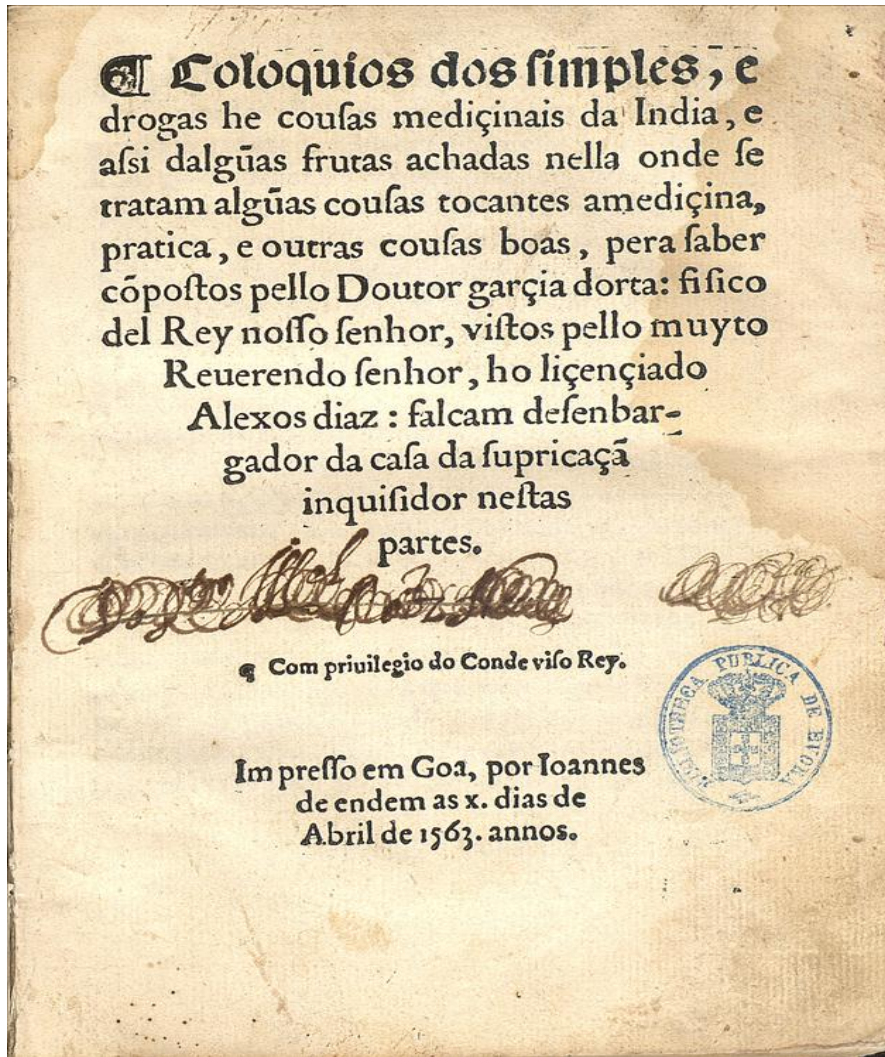 ¶ Coloquios dos ſimples, e
drogas he couſas mediçinais da India, e
aſsi dalgũas frutas achadas nella onde ſe
tratam algũas couſas tocantes amediçina,
pratica, e outras couſas boas, pera ſaber
cõpoſtos pello Doutor garçia dorta: fiſico
del Rey noſſo ſenhor, viſtos pello muyto
Reuerendo ſenhor, ho liçençiado
Alexos diaz : falcam deſenbar-
gador da caſa da ſupricaçã
inquiſidor neſtas
partes.
¶ Com priuilegio do Conde viſo Rey.
BIBLIOTHECA PUBLICA DE EVORA
Im preſſo em Goa, por Ioannes
de endem as x. dias de
Abril de 1563. annos.